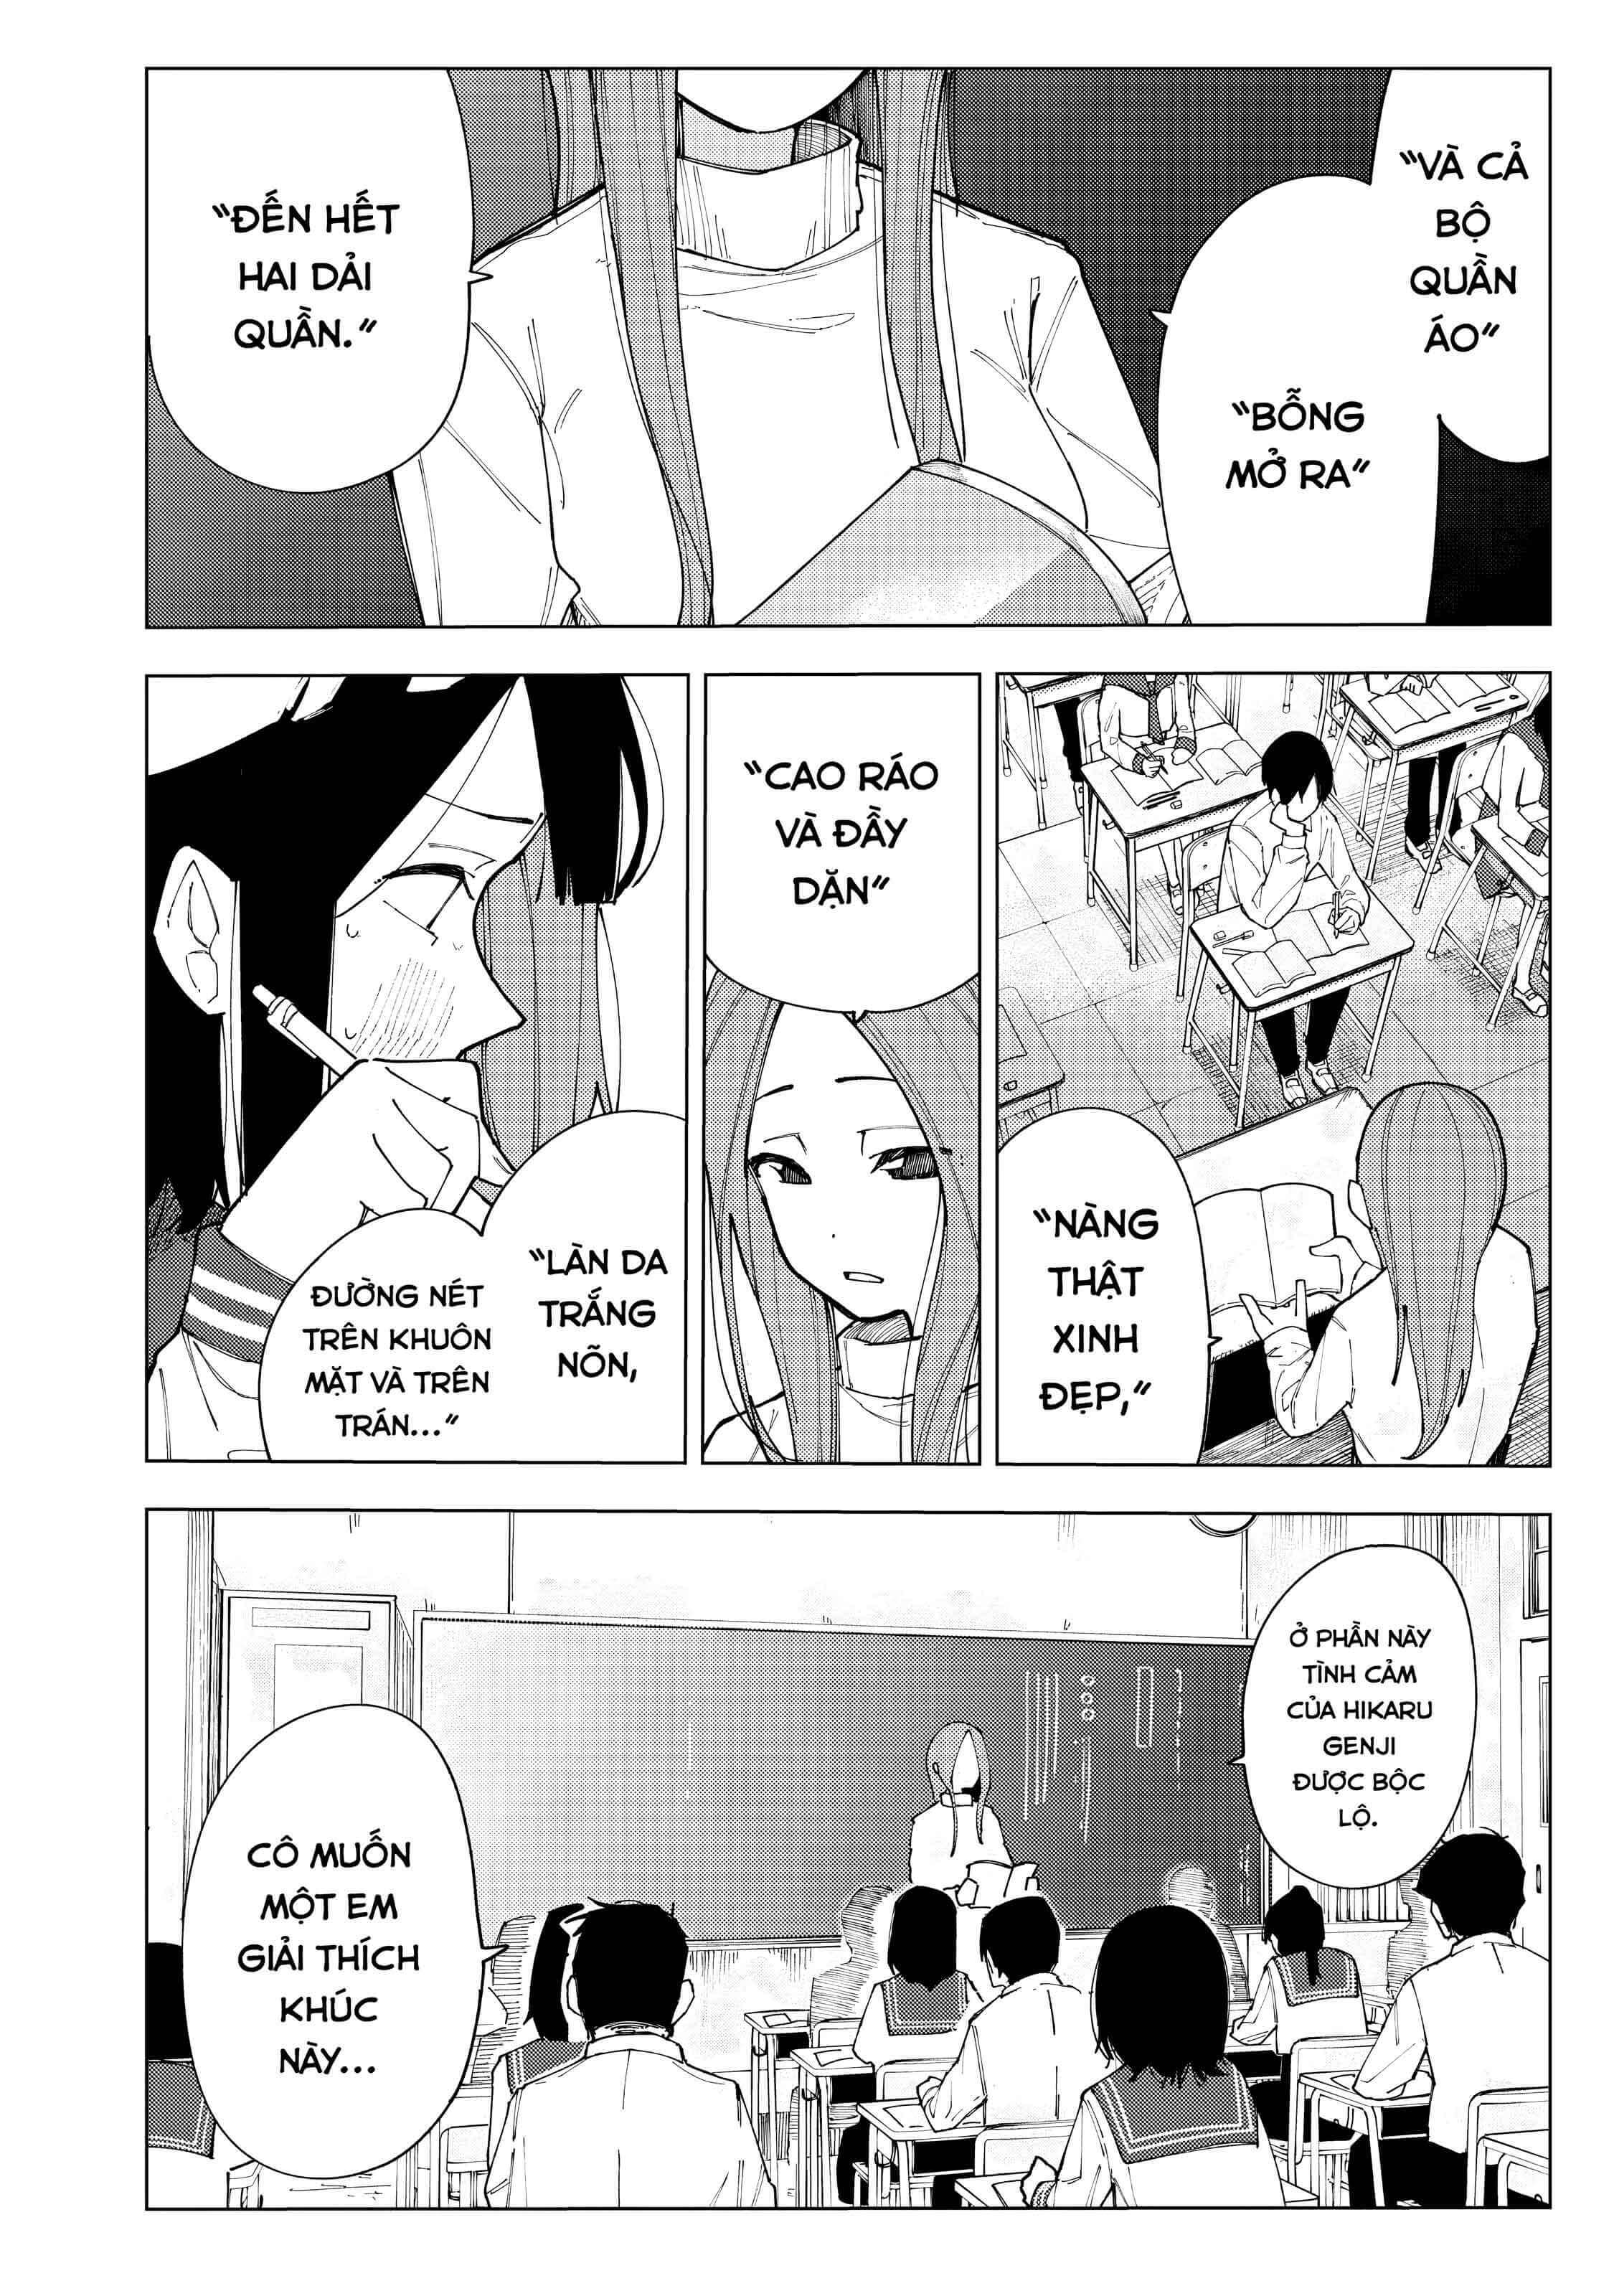 “VÀ CẢ
BỘ
QUẦN
ÁO”
“BỖNG
MỞ RA”
“ĐẾN HẾT
HAI DẢI
QUẦN.”
“NÀNG
THẬT
XINH
ĐẸP,”
“CAO RÁO
VÀ ĐẦY
DẶN”
“LÀN DA
TRẮNG
NÕN,
ĐƯỜNG NÉT
TRÊN KHUÔN
MẶT VÀ TRÊN
TRÁN...”
Ở PHẦN NÀY
TÌNH CẢM
CỦA HIKARU
GENJI
ĐƯỢC BỘC
LỘ.
CÔ MUỐN
MỘT EM
GIẢI THÍCH
KHÚC
NÀY...